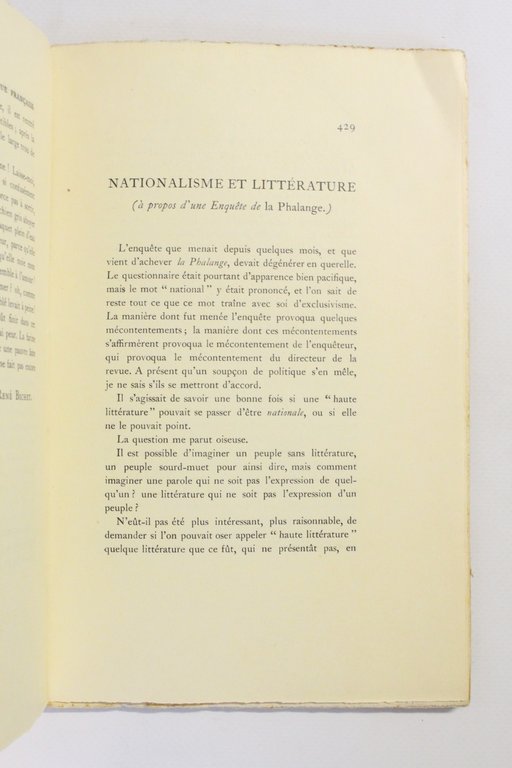 UE FRANÇAISE
RENÉ BICHET.
429
NATIONALISME ET LITTÉRATURE
(à propos d'une Enquête de la Phalange.)
L'enquête que menait depuis quelques mois, et que
vient d'achever la Phalange, devait dégénérer en querelle.
Le questionnaire était pourtant d'apparence bien pacifique,
mais le mot “ national ” y était prononcé, et l'on sait de
reste tout ce que ce mot traîne avec soi d'exclusivisme.
La manière dont fut menée l'enquête provoqua quelques
mécontentements ; la manière dont ces mécontentements
s'affirmèrent provoqua le mécontentement de l'enquêteur,
qui provoqua le mécontentement du directeur de la
revue. A présent qu'un soupçon de politique s'en mêle,
je ne sais s'ils se mettront d'accord.
Il s'agissait de savoir une bonne fois si une “ haute
littérature ” pouvait se passer d'être nationale, ou si elle
ne le pouvait point.
La question me parut oiseuse.
Il est possible d'imaginer un peuple sans littérature,
un peuple sourd-muet pour ainsi dire, mais comment
imaginer une parole qui ne soit pas l'expression de quel-
qu'un ? une littérature qui ne soit pas l'expression d'un
peuple ?
N'eût-il pas été plus intéressant, plus raisonnable, de
demander si l'on pouvait oser appeler “ haute littérature ”
quelque littérature que ce fût, qui ne présentât pas, en